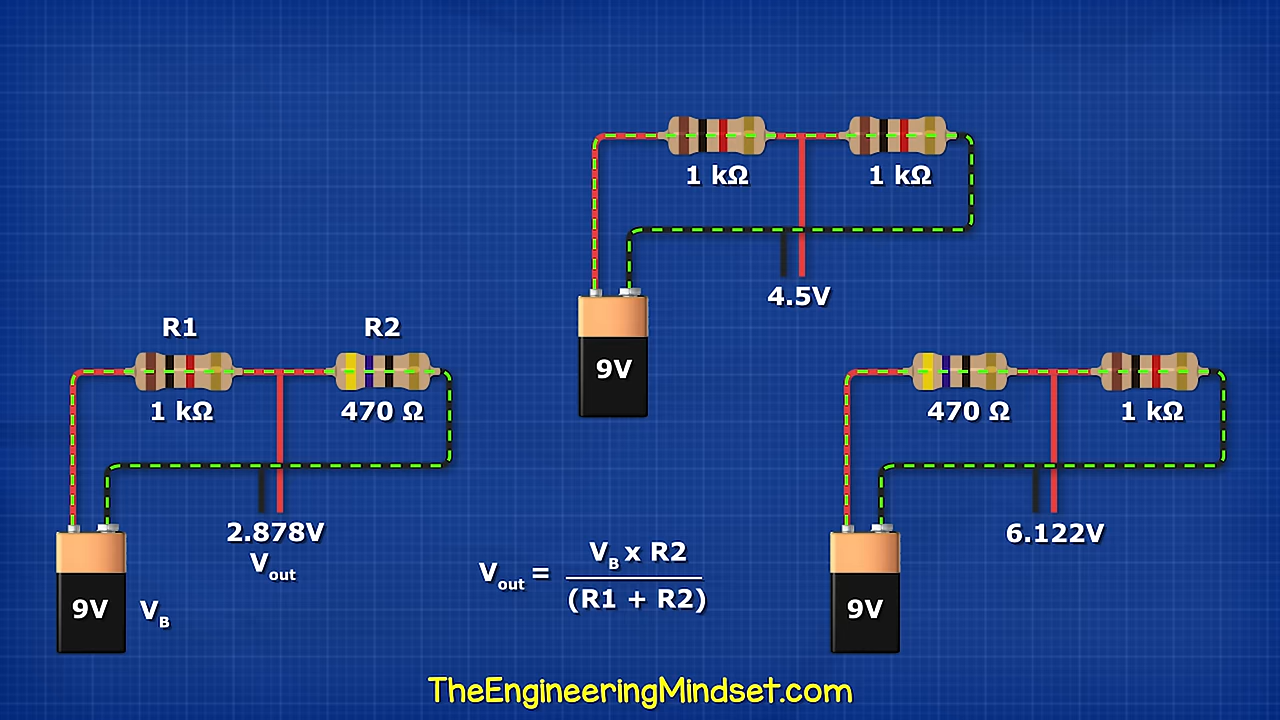 1 kΩ
1 kΩ
4.5V
9V
R1
R2
1 kΩ
470 Ω
2.878V
Vout
9V
VB
Vout = VB x R2
(R1 + R2)
470 Ω
1 kΩ
6.122V
9V
TheEngineeringMindset.com